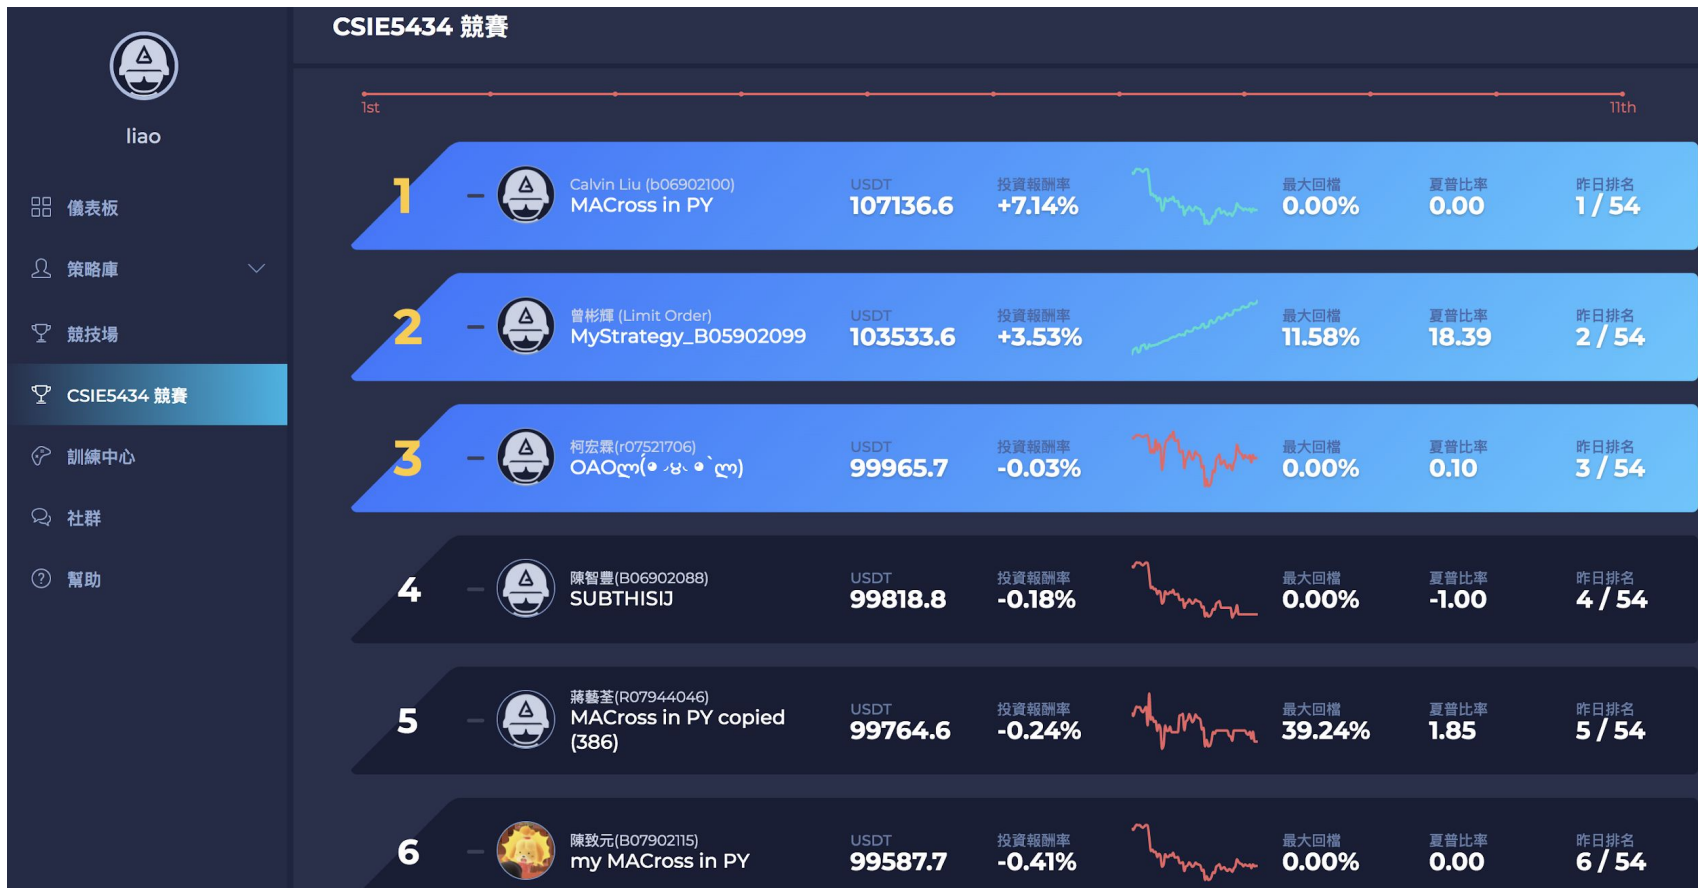 CSIE5434 競賽
liao
儀表板
策略庫
競技場
CSIE5434 競賽
訓練中心
社群
幫助
1st 11th
1
Calvin Liu (b06902100)
MACross in PY
USDT
107136.6
投資報酬率
+7.14%
最大回檔
0.00%
夏普比率
0.00
昨日排名
1 / 54
2
曾彬輝 (Limit Order)
MyStrategy_B05902099
USDT
103533.6
投資報酬率
+3.53%
最大回檔
11.58%
夏普比率
18.39
昨日排名
2 / 54
3
柯宏霖(r07521706)
OAO
USDT
99965.7
投資報酬率
-0.03%
最大回檔
0.00%
夏普比率
0.10
昨日排名
3 / 54
4
陳智豐(B06902088)
SUBTHISIJ
USDT
99818.8
投資報酬率
-0.18%
最大回檔
0.00%
夏普比率
-1.00
昨日排名
4 / 54
5
蔣藝荃(R07944046)
MACross in PY copied
(386)
USDT
99764.6
投資報酬率
-0.24%
最大回檔
39.24%
夏普比率
1.85
昨日排名
5 / 54
6
陳致元(B07902115)
my MACross in PY
USDT
99587.7
投資報酬率
-0.41%
最大回檔
0.00%
夏普比率
0.00
昨日排名
6 / 54